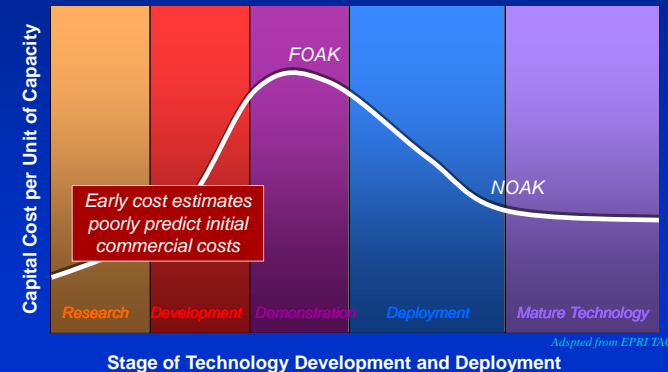 Capital Cost per Unit of Capacity
FOAK
NOAK
Early cost estimates
poorly predict initial
commercial costs
Research
Development
Demonstration
Deployment
Mature Technology
Adapted from EPRI TAG
Stage of Technology Development and Deployment